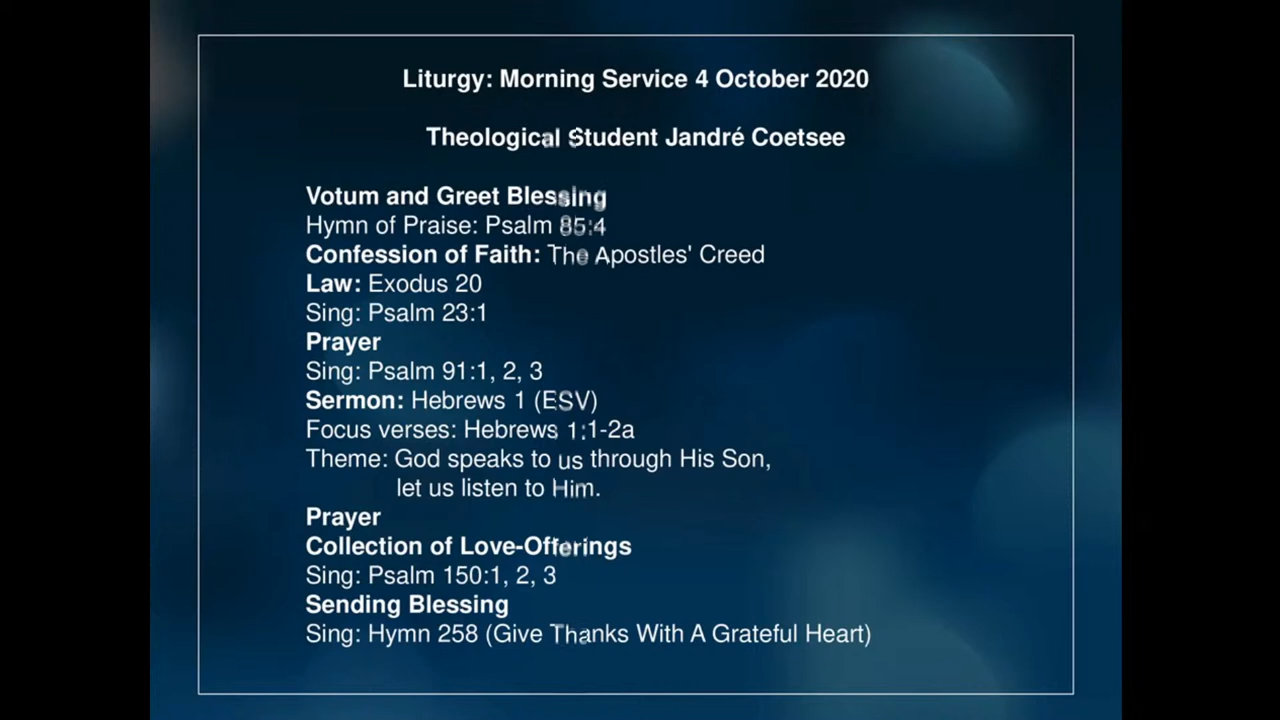 Liturgy: Morning Service 4 October 2020
Theological Student Jandré Coetsee
Votum and Greet Blessing
Hymn of Praise: Psalm 85:4
Confession of Faith: The Apostles' Creed
Law: Exodus 20
Sing: Psalm 23:1
Prayer
Sing: Psalm 91:1, 2, 3
Sermon: Hebrews 1 (ESV)
Focus verses: Hebrews 1:1-2a
Theme: God speaks to us through His Son,
let us listen to Him.
Prayer
Collection of Love-Offerings
Sing: Psalm 150:1, 2, 3
Sending Blessing
Sing: Hymn 258 (Give Thanks With A Grateful Heart)